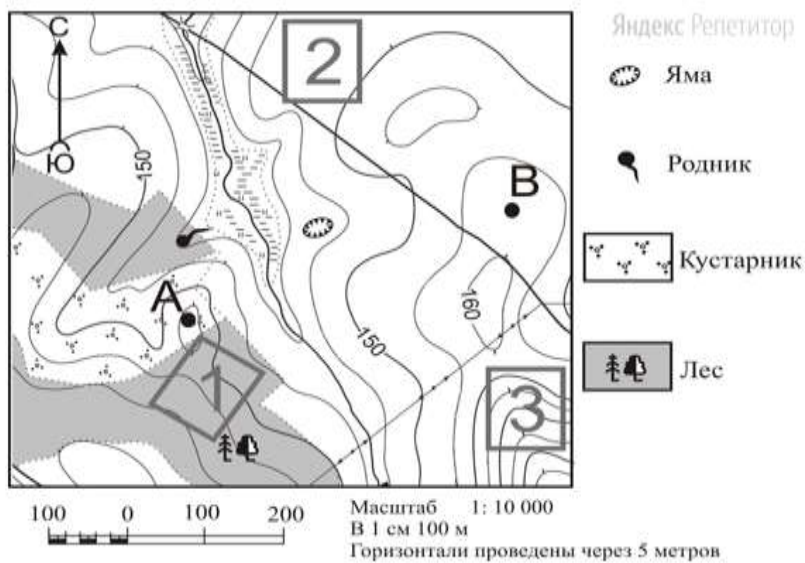 Яндекс Репетитор
С
Ю
2
150
В
А
160
150
1
3
Яма
Родник
Кустарник
Лес
100 0 100 200
Масштаб 1: 10 000
В 1 см 100 м
Горизонтали проведены через 5 метров